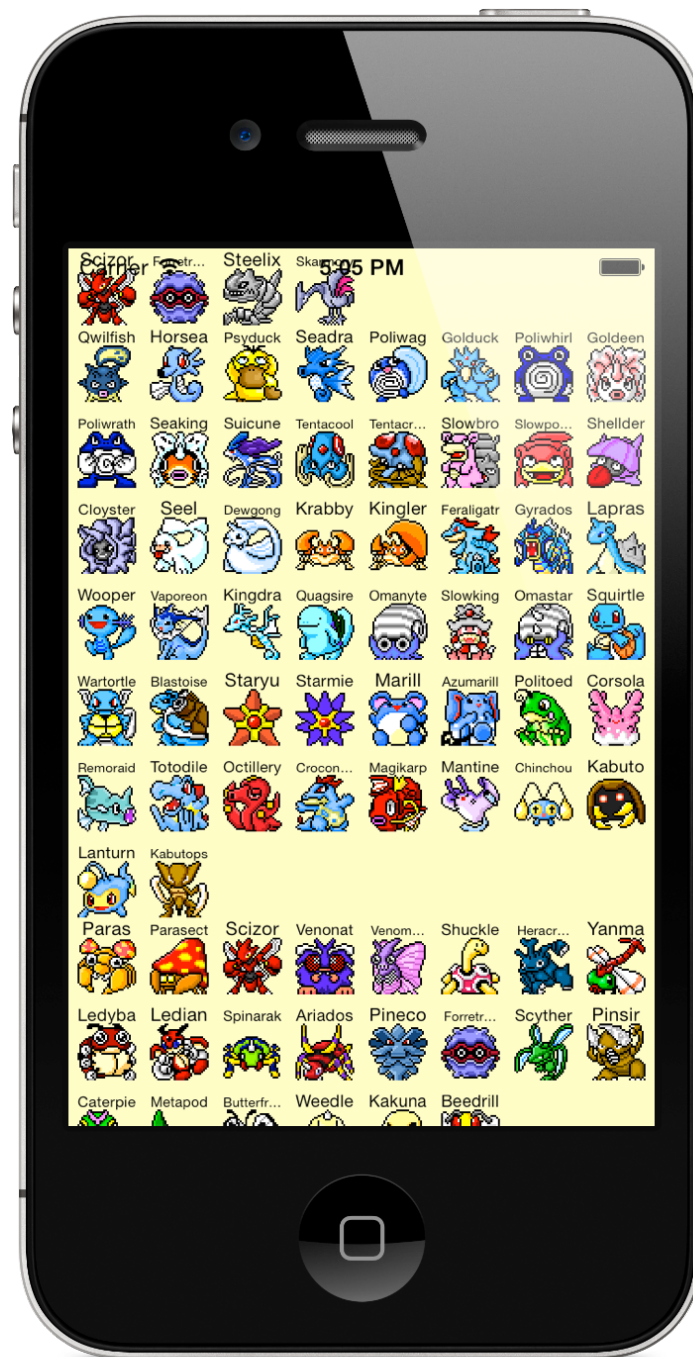 Scizor Forretr... Steelix Skarmory
Carrier 5:05 PM
Qwilfish Horsea Psyduck Seadra Poliwag Golduck Poliwhirl Goldeen
Poliwrath Seaking Suicune Tentacool Tentacr... Slowbro Slowpo... Shellder
Cloyster Seel Dewgong Krabby Kingler Feraligatr Gyrados Lapras
Wooper Vaporeon Kingdra Quagsire Omanyte Slowking Omastar Squirtle
Wartortle Blastoise Staryu Starmie Marill Azumarill Politoed Corsola
Remoraid Totodile Octillery Crocon... Magikarp Mantine Chinchou Kabuto
Lanturn Kabutops
Paras Parasect Scizor Venonat Venom... Shuckle Heracr... Yanma
Ledyba Ledian Spinarak Ariados Pineco Forretr... Scyther Pinsir
Caterpie Metapod Butterfr... Weedle Kakuna Beedrill